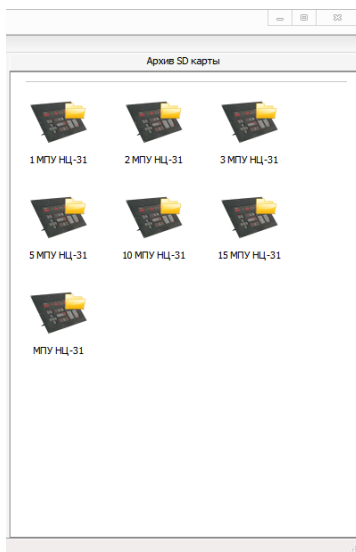 Архив SD карты
1 МПУ НЦ-31
2 МПУ НЦ-31
3 МПУ НЦ-31
5 МПУ НЦ-31
10 МПУ НЦ-31
15 МПУ НЦ-31
МПУ НЦ-31